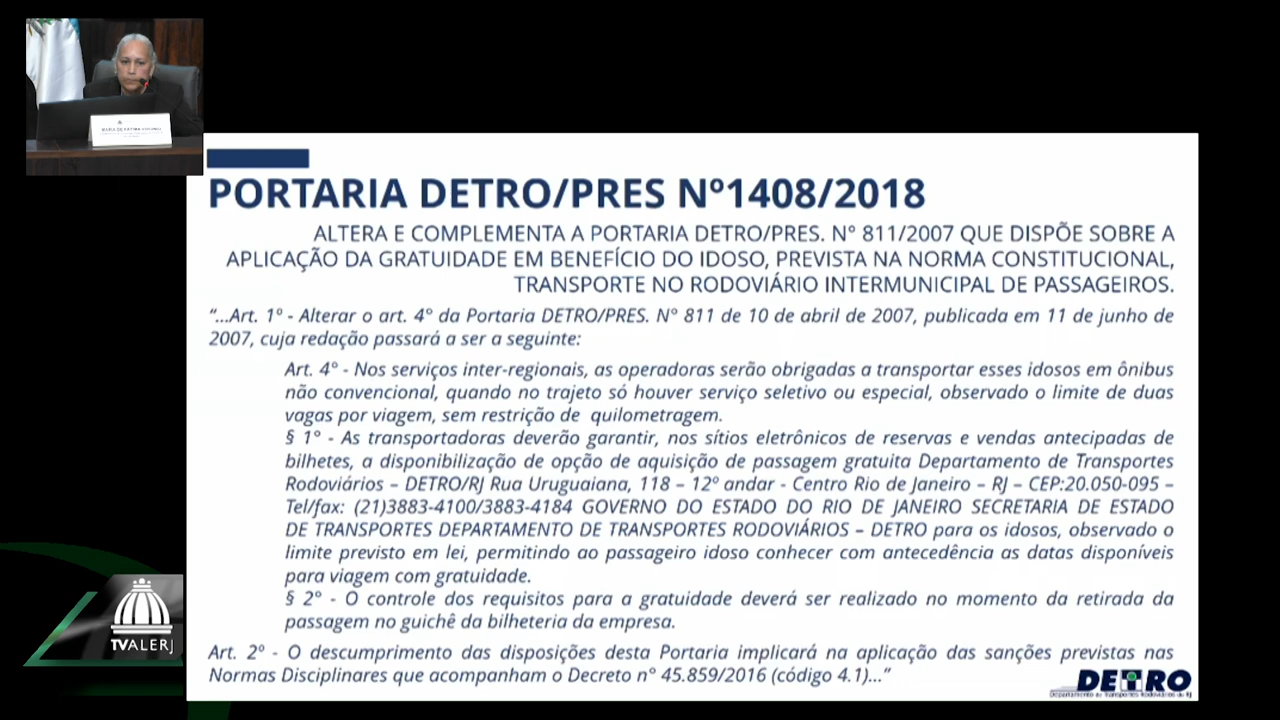 PORTARIA DETRO/PRES Nº1408/2018
ALTERA E COMPLEMENTA A PORTARIA DETRO/PRES. N° 811/2007 QUE DISPÕE SOBRE A
APLICAÇÃO DA GRATUIDADE EM BENEFÍCIO DO IDOSO, PREVISTA NA NORMA CONSTITUCIONAL,
TRANSPORTE NO RODOVIÁRIO INTERMUNICIPAL DE PASSAGEIROS.
“...Art. 1º - Alterar o art. 4° da Portaria DETRO/PRES. N° 811 de 10 de abril de 2007, publicada em 11 de junho de
2007, cuja redação passará a ser a seguinte:
Art. 4° - Nos serviços inter-regionais, as operadoras serão obrigadas a transportar esses idosos em ônibus
não convencional, quando no trajeto só houver serviço seletivo ou especial, observado o limite de duas
vagas por viagem, sem restrição de quilometragem.
§ 1° - As transportadoras deverão garantir, nos sítios eletrônicos de reservas e vendas antecipadas de
bilhetes, a disponibilização de opção de aquisição de passagem gratuita Departamento de Transportes
Rodoviários – DETRO/RJ Rua Uruguaiana, 118 – 12º andar - Centro Rio de Janeiro – RJ – CEP:20.050-095 –
Tel/fax: (21)3883-4100/3883-4184 GOVERNO DO ESTADO DO RIO DE JANEIRO SECRETARIA DE ESTADO
DE TRANSPORTES DEPARTAMENTO DE TRANSPORTES RODOVIÁRIOS – DETRO para os idosos, observado o
limite previsto em lei, permitindo ao passageiro idoso conhecer com antecedência as datas disponíveis
para viagem com gratuidade.
§ 2° - O controle dos requisitos para a gratuidade deverá ser realizado no momento da retirada da
passagem no guichê da bilheteria da empresa.
Art. 2º - O descumprimento das disposições desta Portaria implicará na aplicação das sanções previstas nas
Normas Disciplinares que acompanham o Decreto n° 45.859/2016 (código 4.1)...”
DETRO
Departamento de Transportes Rodoviários do RJ
TVALERJ